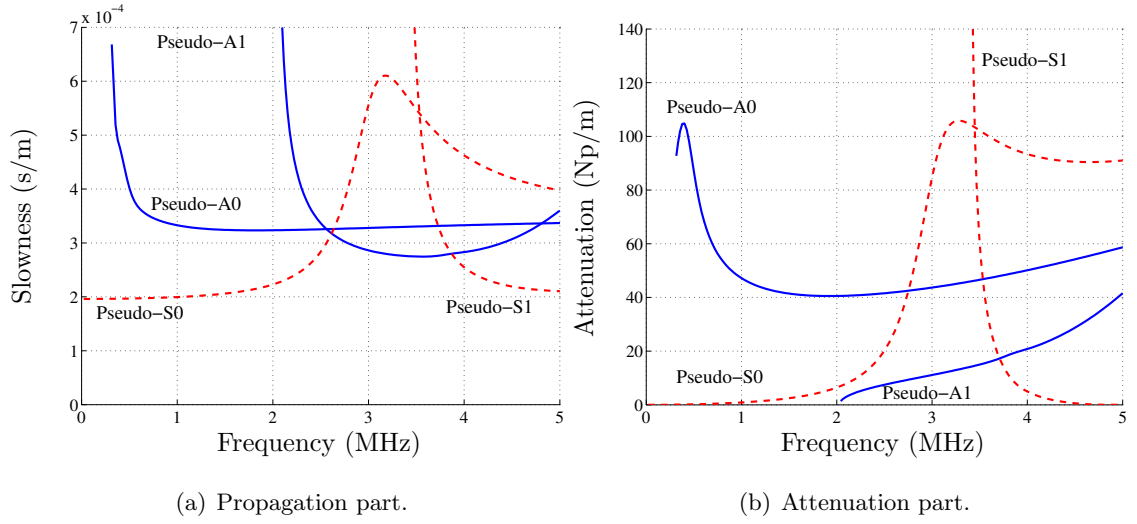 x 10⁻⁴
7
6
5
4
3
2
1
0
0 1 2 3 4 5
Slowness (s/m)
Frequency (MHz)
Pseudo−A1
Pseudo−A0
Pseudo−S0
Pseudo−S1
(a) Propagation part.
140
120
100
80
60
40
20
0
0 1 2 3 4 5
Attenuation (Np/m)
Frequency (MHz)
Pseudo−S1
Pseudo−A0
Pseudo−S0
Pseudo−A1
(b) Attenuation part.